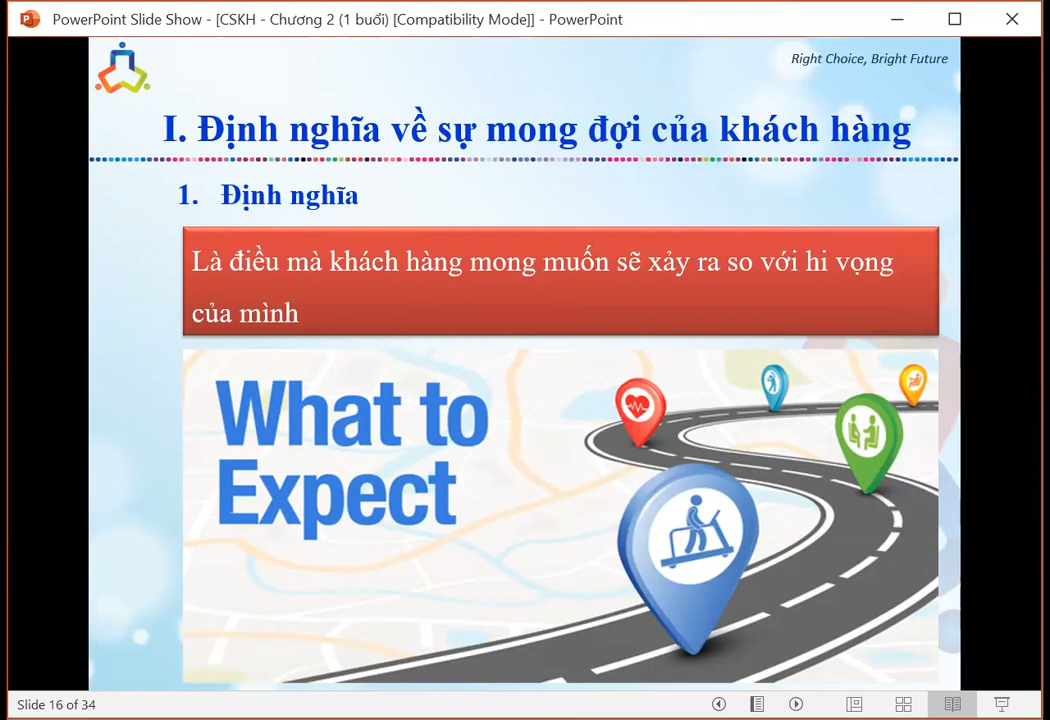 PowerPoint Slide Show - [CSKH - Chương 2 (1 buổi) [Compatibility Mode]] - PowerPoint
Right Choice, Bright Future
I. Định nghĩa về sự mong đợi của khách hàng
1. Định nghĩa
Là điều mà khách hàng mong muốn sẽ xảy ra so với hi vọng
của mình
What to
Expect
Slide 16 of 34